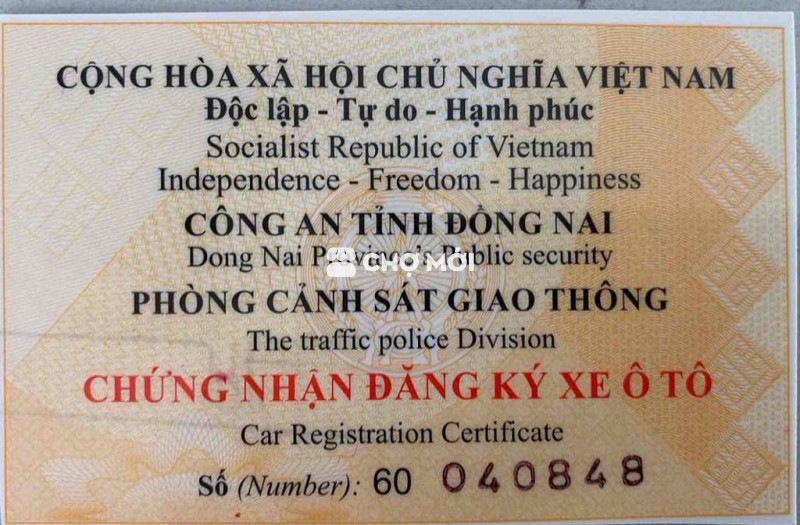 CỘNG HÒA XÃ HỘI CHỦ NGHĨA VIỆT NAM
Độc lập - Tự do - Hạnh phúc
Socialist Republic of Vietnam
Independence - Freedom - Happiness
CÔNG AN TỈNH ĐỒNG NAI
Dong Nai Province's Public security
CHỢ MỚI
PHÒNG CẢNH SÁT GIAO THÔNG
The traffic police Division
CHỨNG NHẬN ĐĂNG KÝ XE Ô TÔ
Car Registration Certificate
Số (Number): 60 040848